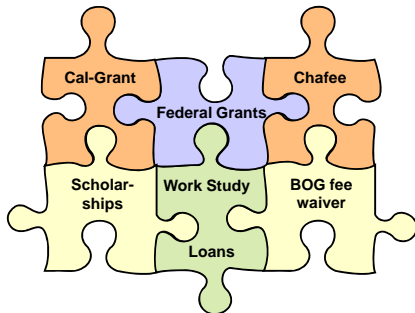 Cal-Grant
Chafee
Federal Grants
Scholar-
ships
Work Study
BOG fee
waiver
Loans